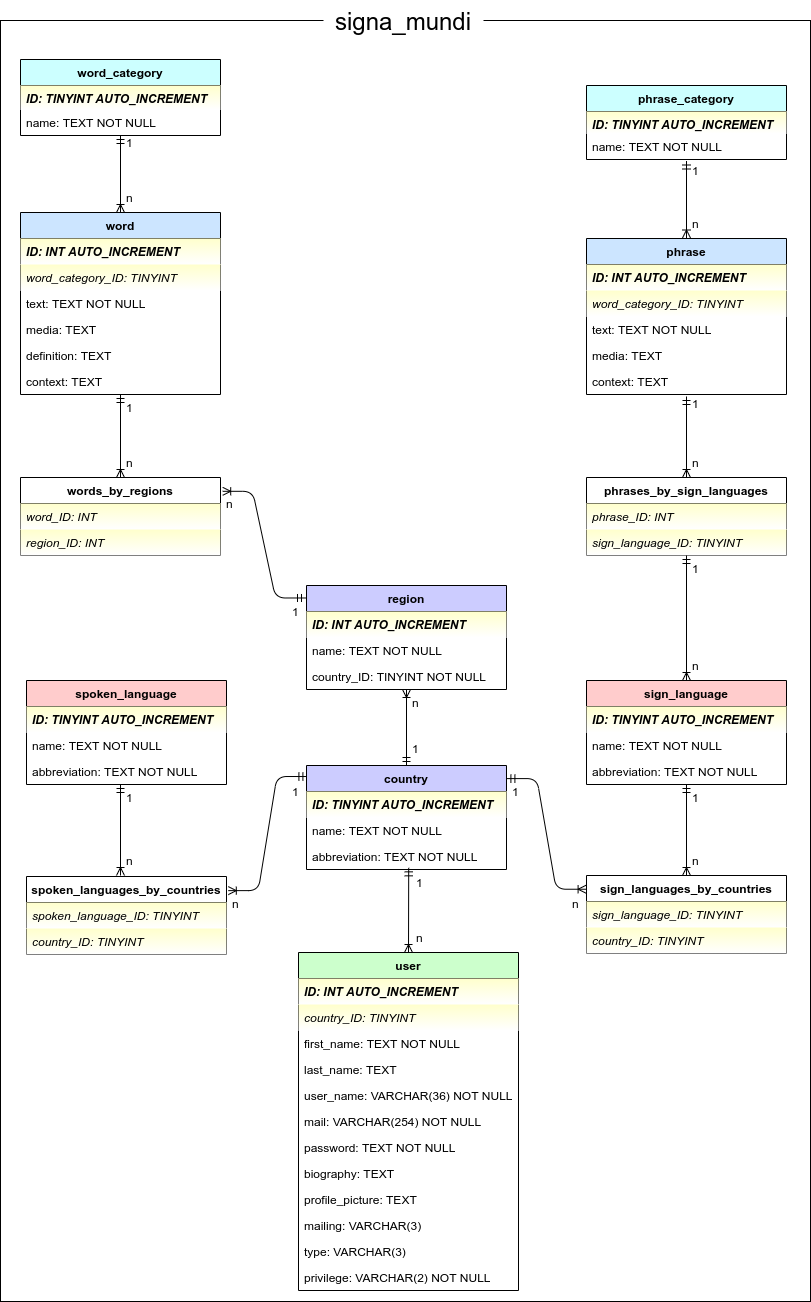 signa_mundi
word_category
ID: TINYINT AUTO_INCREMENT
name: TEXT NOT NULL
1
n
word
ID: INT AUTO_INCREMENT
word_category_ID: TINYINT
text: TEXT NOT NULL
media: TEXT
definition: TEXT
context: TEXT
1
n
words_by_regions
word_ID: INT
region_ID: INT
n
phrase_category
ID: TINYINT AUTO_INCREMENT
name: TEXT NOT NULL
1
n
phrase
ID: INT AUTO_INCREMENT
word_category_ID: TINYINT
text: TEXT NOT NULL
media: TEXT
context: TEXT
1
n
phrases_by_sign_languages
phrase_ID: INT
sign_language_ID: TINYINT
1
n
1
region
ID: INT AUTO_INCREMENT
name: TEXT NOT NULL
country_ID: TINYINT NOT NULL
n
1
spoken_language
ID: TINYINT AUTO_INCREMENT
name: TEXT NOT NULL
abbreviation: TEXT NOT NULL
1
n
spoken_languages_by_countries
spoken_language_ID: TINYINT
country_ID: TINYINT
n
1
country
ID: TINYINT AUTO_INCREMENT
name: TEXT NOT NULL
abbreviation: TEXT NOT NULL
1
1
n
sign_language
ID: TINYINT AUTO_INCREMENT
name: TEXT NOT NULL
abbreviation: TEXT NOT NULL
1
n
sign_languages_by_countries
sign_language_ID: TINYINT
country_ID: TINYINT
n
user
ID: INT AUTO_INCREMENT
country_ID: TINYINT
first_name: TEXT NOT NULL
last_name: TEXT
user_name: VARCHAR(36) NOT NULL
mail: VARCHAR(254) NOT NULL
password: TEXT NOT NULL
biography: TEXT
profile_picture: TEXT
mailing: VARCHAR(3)
type: VARCHAR(3)
privilege: VARCHAR(2) NOT NULL